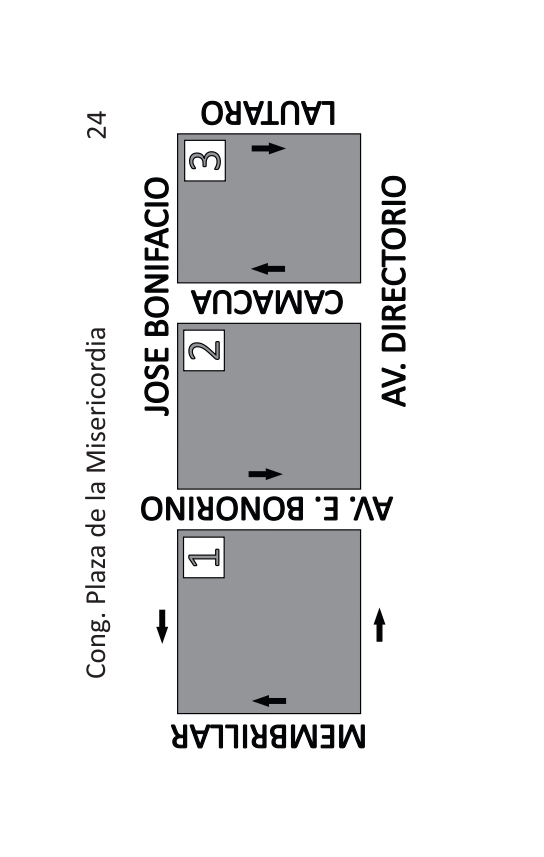 Cong. Plaza de la Misericordia 24
JOSE BONIFACIO
MEMBRILLAR
1
AV. E. BONORINO
2
CAMACUA
3
LAUTARO
AV. DIRECTORIO